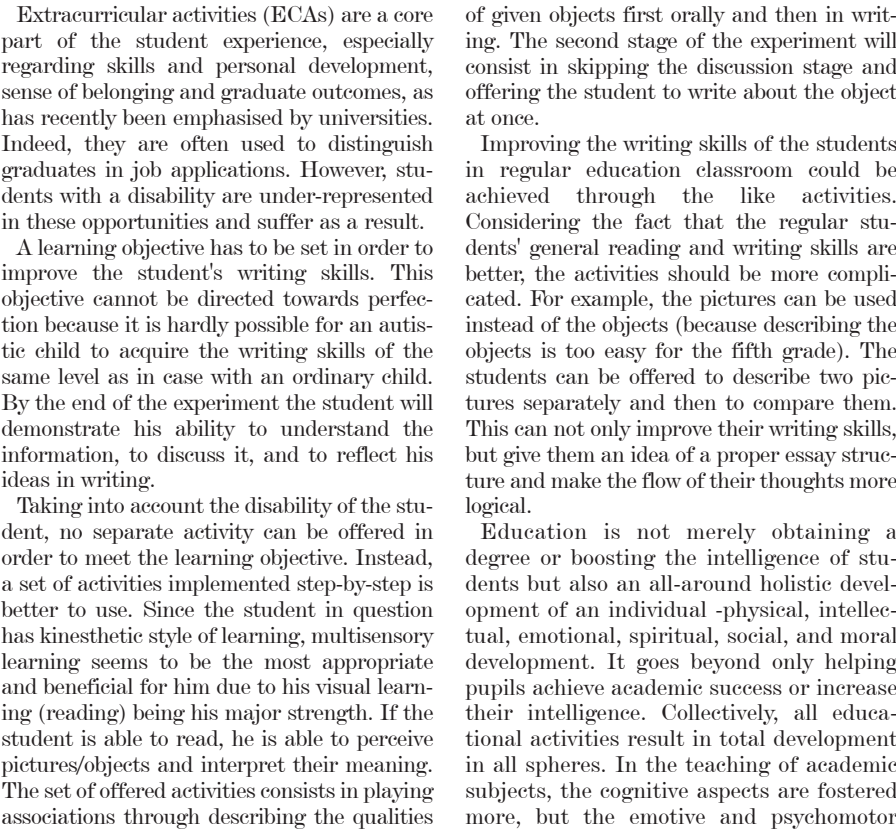 Extracurricular activities (ECAs) are a core
part of the student experience, especially
regarding skills and personal development,
sense of belonging and graduate outcomes, as
has recently been emphasised by universities.
Indeed, they are often used to distinguish
graduates in job applications. However, stu-
dents with a disability are under-represented
in these opportunities and suffer as a result.
A learning objective has to be set in order to
improve the student's writing skills. This
objective cannot be directed towards perfec-
tion because it is hardly possible for an autis-
tic child to acquire the writing skills of the
same level as in case with an ordinary child.
By the end of the experiment the student will
demonstrate his ability to understand the
information, to discuss it, and to reflect his
ideas in writing.
Taking into account the disability of the stu-
dent, no separate activity can be offered in
order to meet the learning objective. Instead,
a set of activities implemented step-by-step is
better to use. Since the student in question
has kinesthetic style of learning, multisensory
learning seems to be the most appropriate
and beneficial for him due to his visual learn-
ing (reading) being his major strength. If the
student is able to read, he is able to perceive
pictures/objects and interpret their meaning.
The set of offered activities consists in playing
associations through describing the qualities
of given objects first orally and then in writ-
ing. The second stage of the experiment will
consist in skipping the discussion stage and
offering the student to write about the object
at once.
Improving the writing skills of the students
in regular education classroom could be
achieved through the like activities.
Considering the fact that the regular stu-
dents' general reading and writing skills are
better, the activities should be more compli-
cated. For example, the pictures can be used
instead of the objects (because describing the
objects is too easy for the fifth grade). The
students can be offered to describe two pic-
tures separately and then to compare them.
This can not only improve their writing skills,
but give them an idea of a proper essay struc-
ture and make the flow of their thoughts more
logical.
Education is not merely obtaining a
degree or boosting the intelligence of stu-
dents but also an all-around holistic devel-
opment of an individual -physical, intellec-
tual, emotional, spiritual, social, and moral
development. It goes beyond only helping
pupils achieve academic success or increase
their intelligence. Collectively, all educa-
tional activities result in total development
in all spheres. In the teaching of academic
subjects, the cognitive aspects are fostered
more, but the emotive and psychomotor